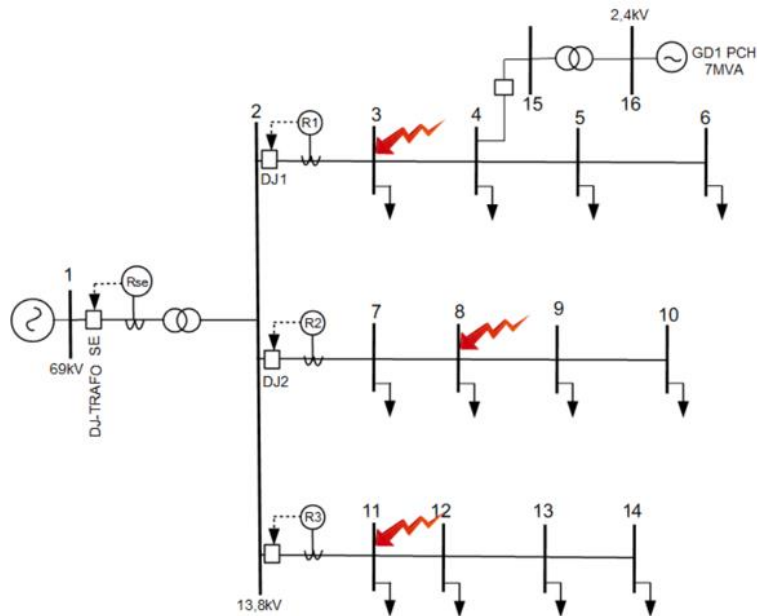 2,4kV
GD1 PCH
7MVA
15
16
2
R1
3
4
5
6
DJ1
1
Rse
R2
7
8
9
10
69kV
DJ-TRAFO SE
DJ2
R3
11
12
13
14
13,8kV